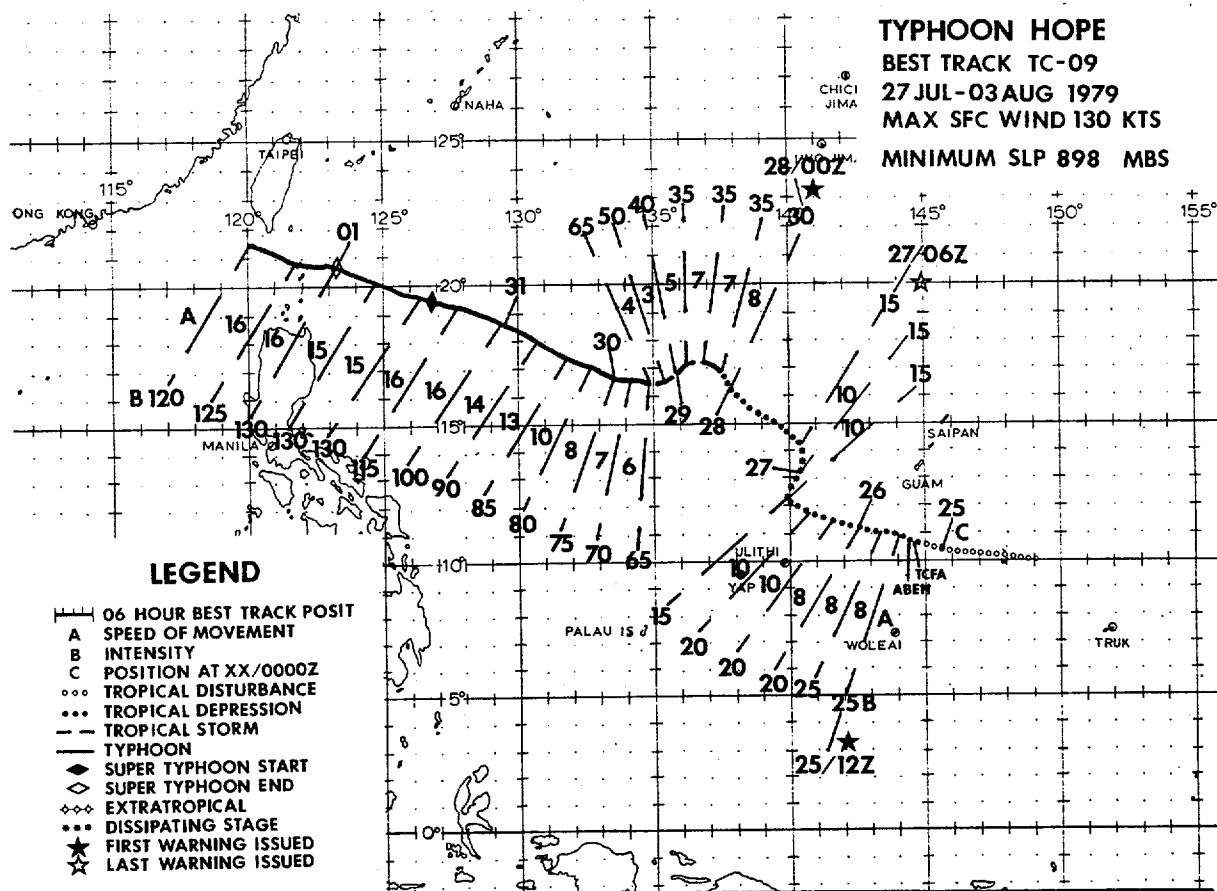 TYPHOON HOPE
BEST TRACK TC-09
27 JUL-03 AUG 1979
MAX SFC WIND 130 KTS
MINIMUM SLP 898 MBS
CHICI
JIMA
NAHA
TAIPEI
ONG KONG
115°
120°
125°
130°
35°
140°
145°
150°
155°
25°
20°
15°
10°
5°
0°
28/00Z
27/06Z
01
31
30
29
28
27
26
25
C
65
50
40
35
35
35
30
4
3
5
7
7
8
15
15
15
10
10
A
16
16
15
15
16
16
14
13
10
8
7
6
B 120
125
130
130
130
115
100
90
85
80
75
70
65
MANILA
SAIPAN
GUAM
ULITHI
YAP
PALAU IS
WOLEAI
TRUK
TCFA
ABEH
10
10
8
8
8
A
15
20
20
20
25
25 B
25/12Z
LEGEND
06 HOUR BEST TRACK POSIT
A SPEED OF MOVEMENT
B INTENSITY
C POSITION AT XX/0000Z
TROPICAL DISTURBANCE
TROPICAL DEPRESSION
TROPICAL STORM
TYPHOON
SUPER TYPHOON START
SUPER TYPHOON END
EXTRATROPICAL
DISSIPATING STAGE
FIRST WARNING ISSUED
LAST WARNING ISSUED